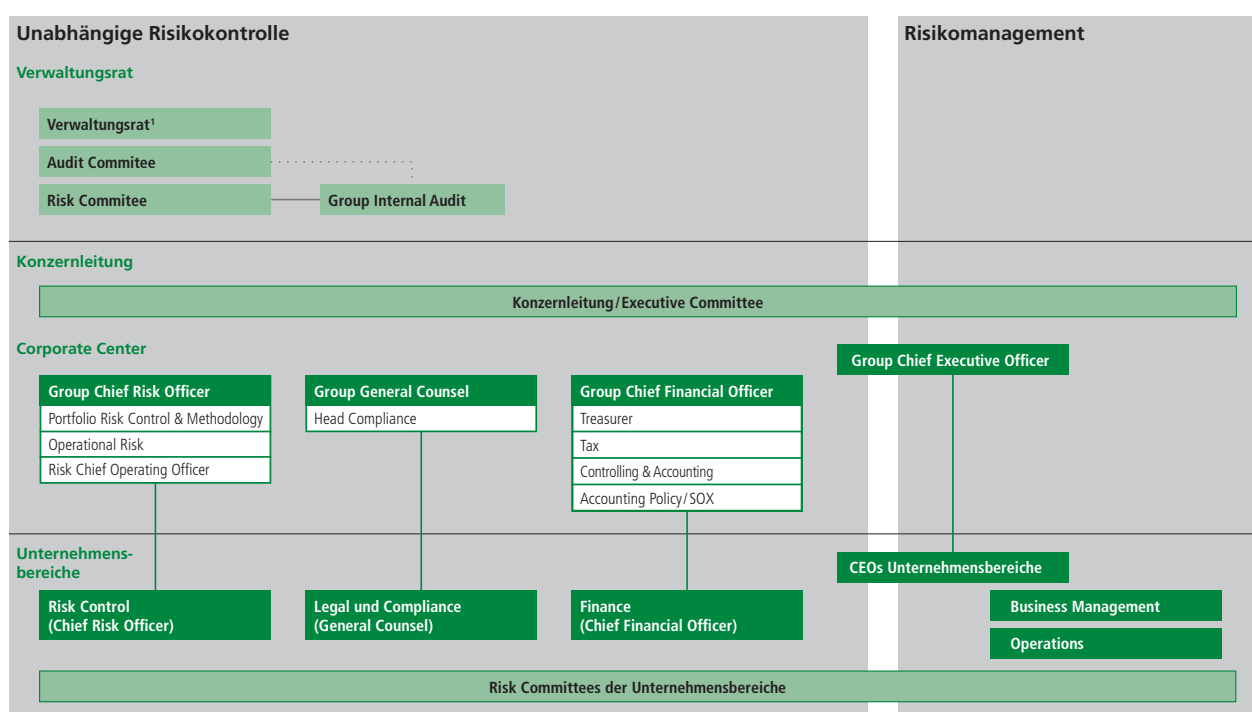 Unabhängige Risikokontrolle
Risikomanagement
Verwaltungsrat
Verwaltungsrat¹
Audit Commitee
Risk Commitee
Group Internal Audit
Konzernleitung
Konzernleitung/Executive Committee
Corporate Center
Group Chief Executive Officer
Group Chief Risk Officer
Portfolio Risk Control & Methodology
Operational Risk
Risk Chief Operating Officer
Group General Counsel
Head Compliance
Group Chief Financial Officer
Treasurer
Tax
Controlling & Accounting
Accounting Policy/SOX
Unternehmens-
bereiche
CEOs Unternehmensbereiche
Risk Control
(Chief Risk Officer)
Legal und Compliance
(General Counsel)
Finance
(Chief Financial Officer)
Business Management
Operations
Risk Committees der Unternehmensbereiche